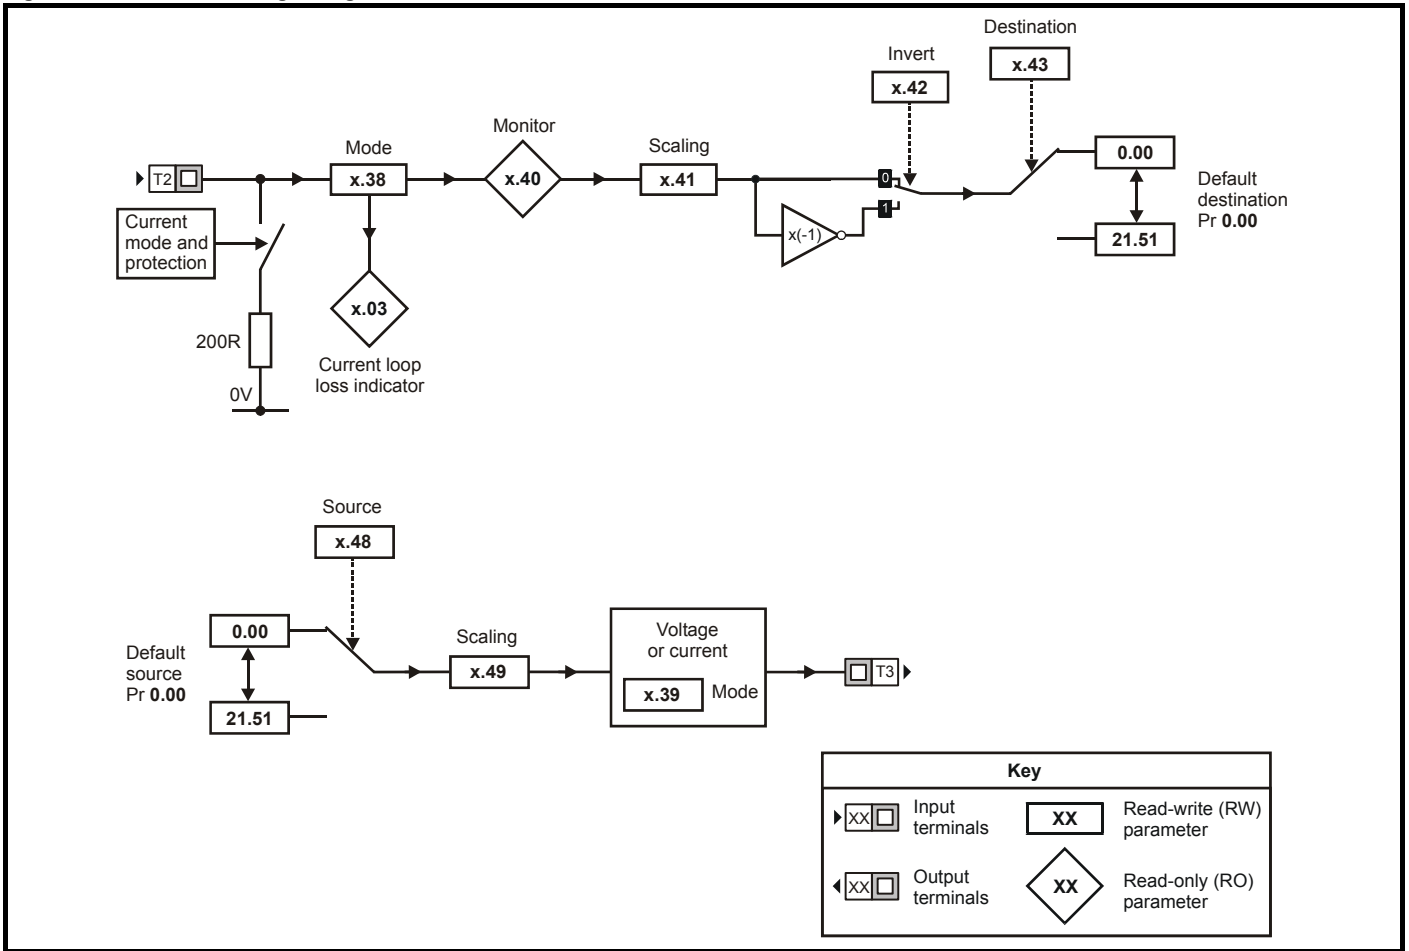 Destination
x.43
Invert
x.42
Monitor
Mode
Scaling
T2
x.38
x.40
x.41
0
1
x(-1)
0.00
21.51
Default
destination
Pr 0.00
Current
mode and
protection
x.03
200R
0V
Current loop
loss indicator
Source
x.48
0.00
21.51
Default
source
Pr 0.00
Scaling
x.49
Voltage
or current
x.39 Mode
T3
Key
XX
Input
terminals
XX
Read-write (RW)
parameter
XX
Output
terminals
XX
Read-only (RO)
parameter